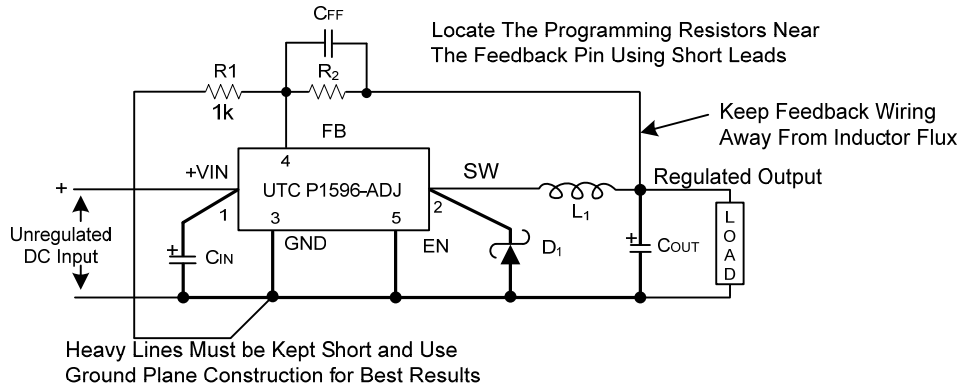 CFF
Locate The Programming Resistors Near
The Feedback Pin Using Short Leads
R1
R2
1k
Keep Feedback Wiring
Away From Inductor Flux
FB
4
+VIN
UTC P1596-ADJ
SW
Regulated Output
+
1
3
5
2
L1
Unregulated
DC Input
GND
EN
+
CIN
D1
+
COUT
LOAD
Heavy Lines Must be Kept Short and Use
Ground Plane Construction for Best Results